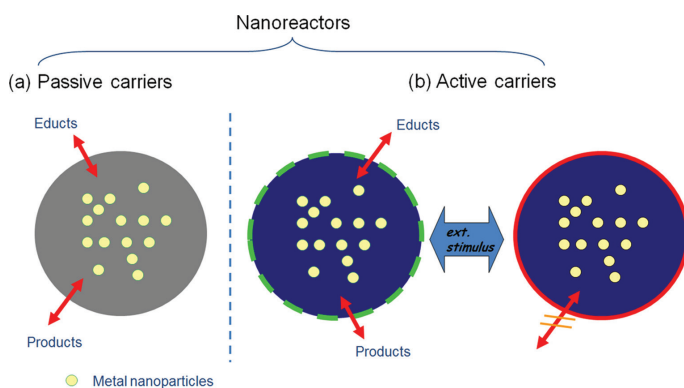 Nanoreactors
(a) Passive carriers
(b) Active carriers
Educts
Products
Educts
Products
ext.
stimulus
Metal nanoparticles